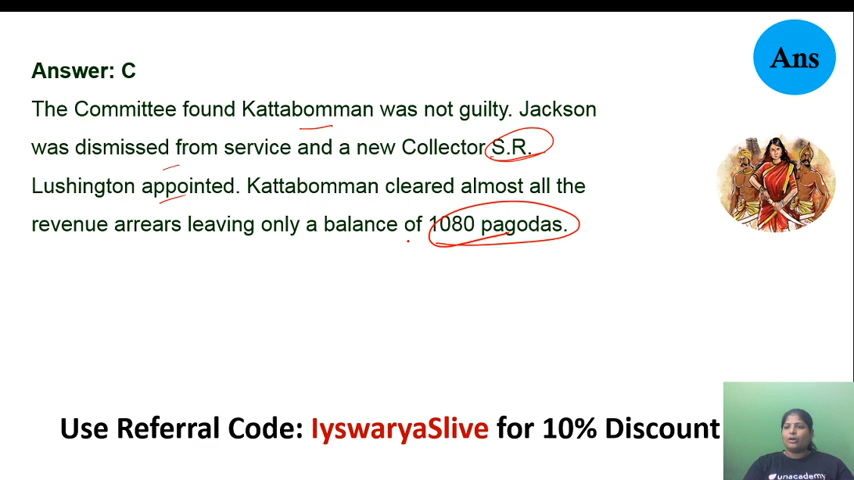 Answer: C
Ans
The Committee found Kattabomman was not guilty. Jackson
was dismissed from service and a new Collector S.R.
Lushington appointed. Kattabomman cleared almost all the
revenue arrears leaving only a balance of 1080 pagodas.
Use Referral Code: IyswaryaSlive for 10% Discount
unacademy